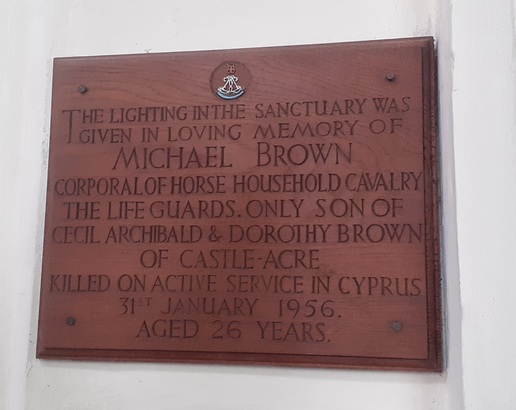 THE LIGHTING IN THE SANCTUARY WAS
GIVEN IN LOVING MEMORY OF
MICHAEL BROWN
CORPORAL OF HORSE HOUSEHOLD CAVALRY
THE LIFE GUARDS. ONLY SON OF
CECIL ARCHIBALD & DOROTHY BROWN
OF CASTLE-ACRE
KILLED ON ACTIVE SERVICE IN CYPRUS
31ST JANUARY 1956.
AGED 26 YEARS.